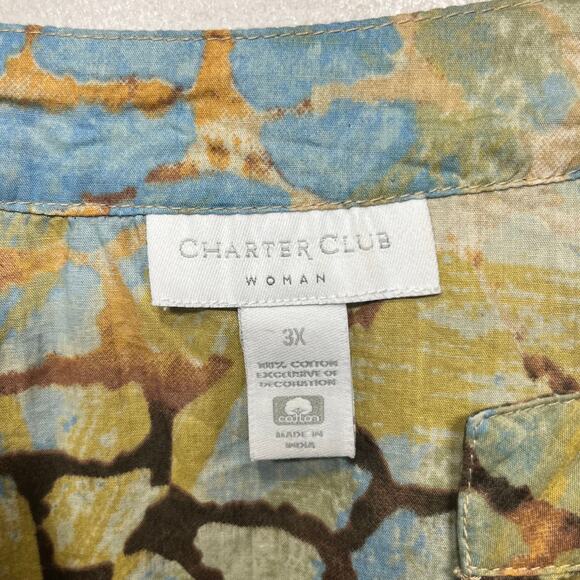 CHARTER CLUB
WOMAN
3X
100% COTTON
EXCLUSIVE OF
DECORATION
cotton
MADE IN
INDIA